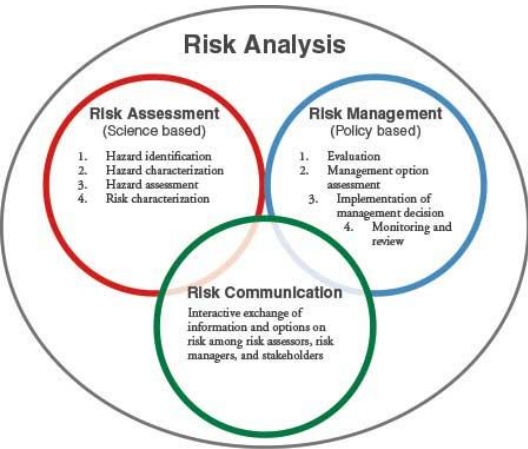 Risk Analysis
Risk Assessment
(Science based)
1. Hazard identification
2. Hazard characterization
3. Hazard assessment
4. Risk characterization
Risk Management
(Policy based)
1. Evaluation
2. Management option
assessment
3. Implementation of
management decision
4. Monitoring and
review
Risk Communication
Interactive exchange of
information and options on
risk among risk assessors, risk
managers, and stakeholders